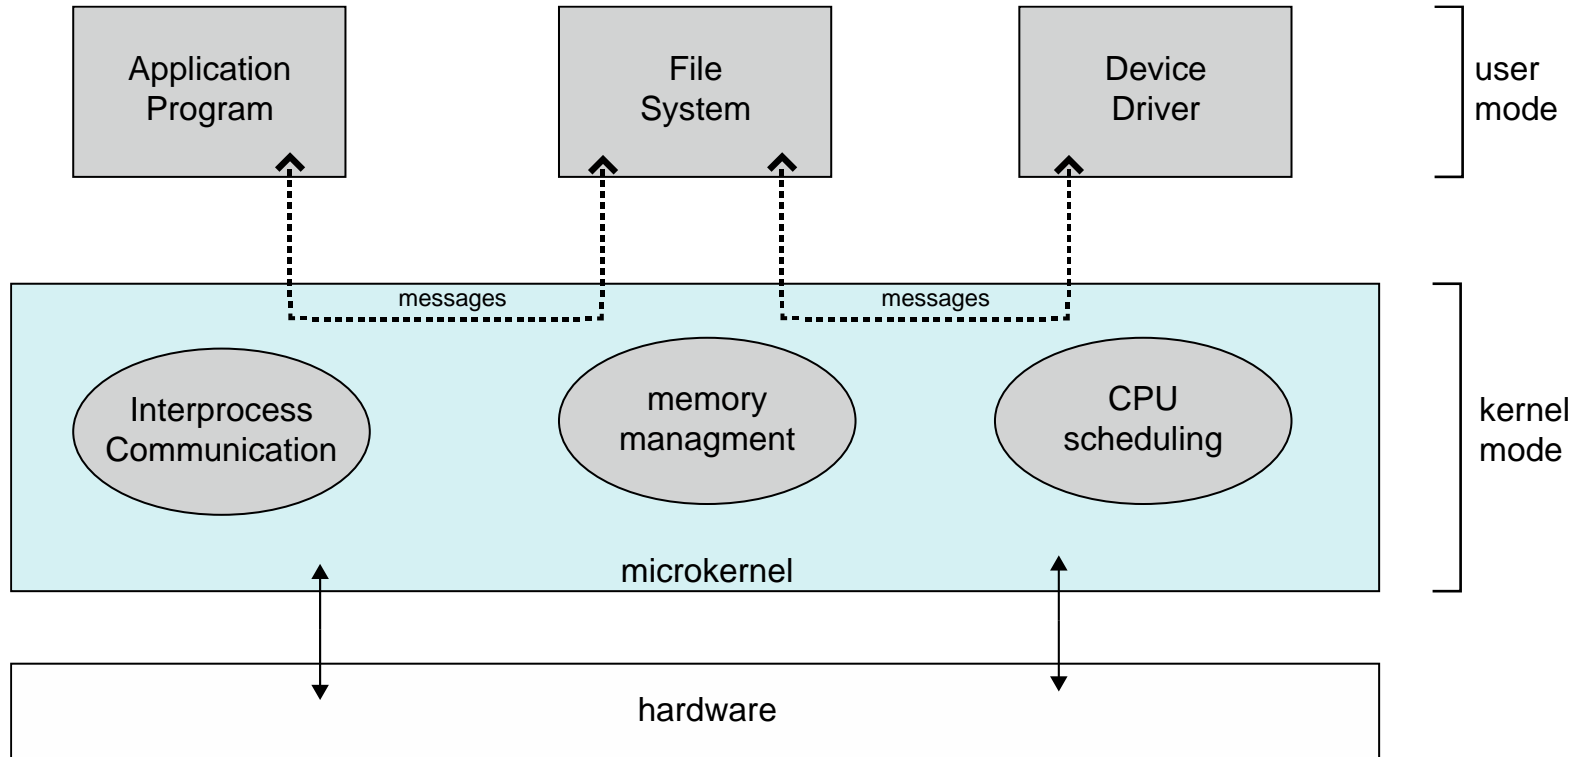 Application
Program
File
System
Device
Driver
user
mode
messages
messages
Interprocess
Communication
memory
managment
CPU
scheduling
kernel
mode
microkernel
hardware